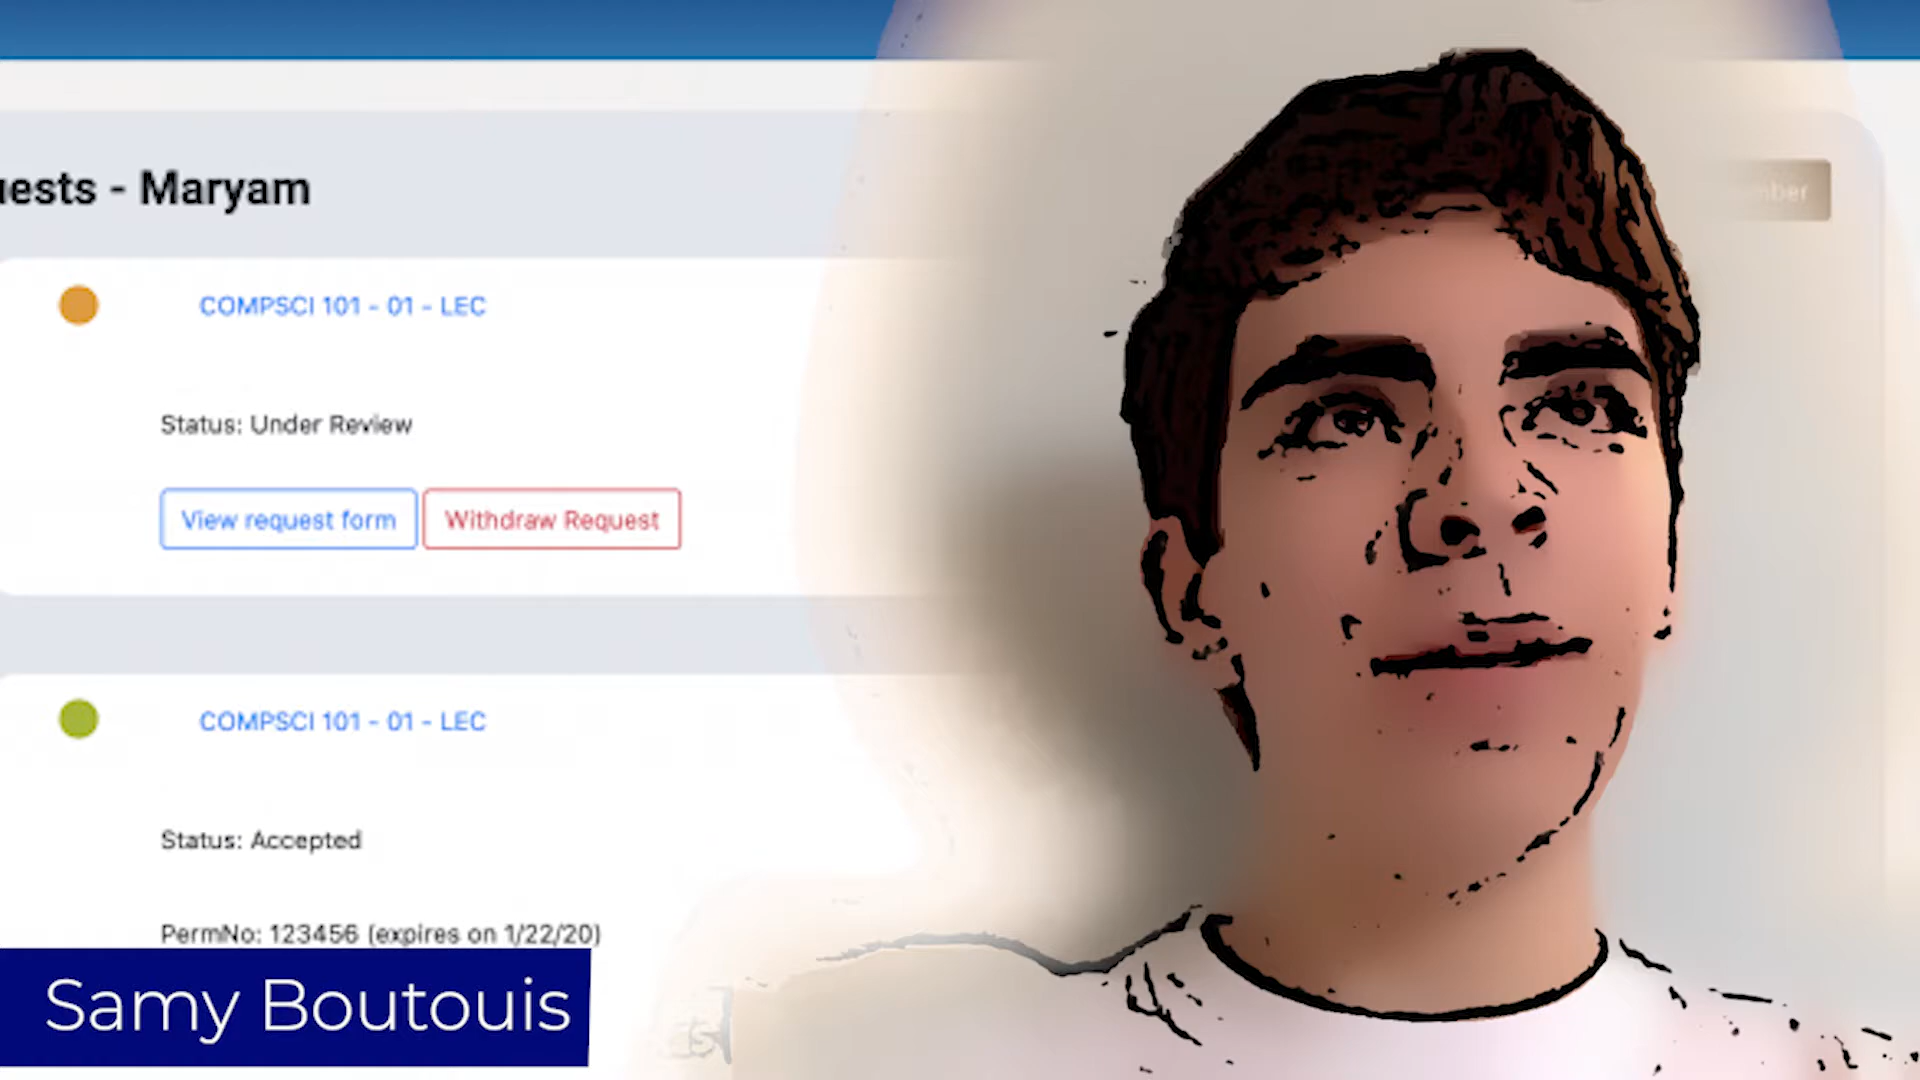 uests - Maryam
COMPSCI 101 - 01 - LEC
Status: Under Review
View request form
Withdraw Request
COMPSCI 101 - 01 - LEC
Status: Accepted
PermNo: 123456 (expires on 1/22/20)
Samy Boutouis